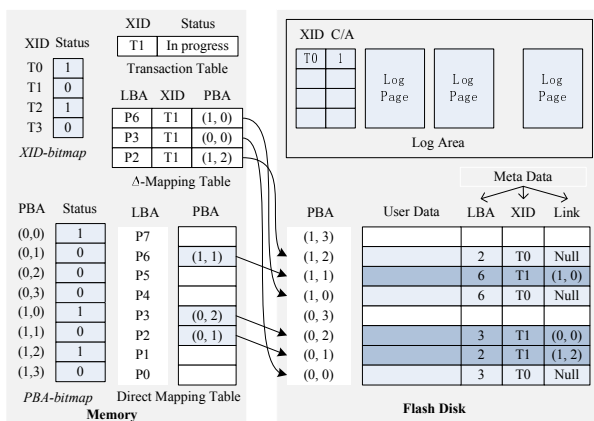 XID Status
T1 In progress
Transaction Table
XID Status
T0 1
T1 0
T2 1
T3 0
XID-bitmap
LBA XID PBA
P6 T1 (1, 0)
P3 T1 (0, 0)
P2 T1 (1, 2)
Δ-Mapping Table
PBA Status
(0,0) 1
(0,1) 0
(0,2) 0
(0,3) 0
(1,0) 1
(1,1) 0
(1,2) 1
(1,3) 0
PBA-bitmap
LBA PBA
P7
P6 (1, 1)
P5
P4
P3 (0, 2)
P2 (0, 1)
P1
P0
Direct Mapping Table
Memory
XID C/A
T0 1
Log
Page
Log
Page
Log
Page
Log Area
Meta Data
PBA User Data LBA XID Link
(1, 3)
(1, 2) 2 T0 Null
(1, 1) 6 T1 (1, 0)
(1, 0) 6 T0 Null
(0, 3)
(0, 2) 3 T1 (0, 0)
(0, 1) 2 T1 (1, 2)
(0, 0) 3 T0 Null
Flash Disk